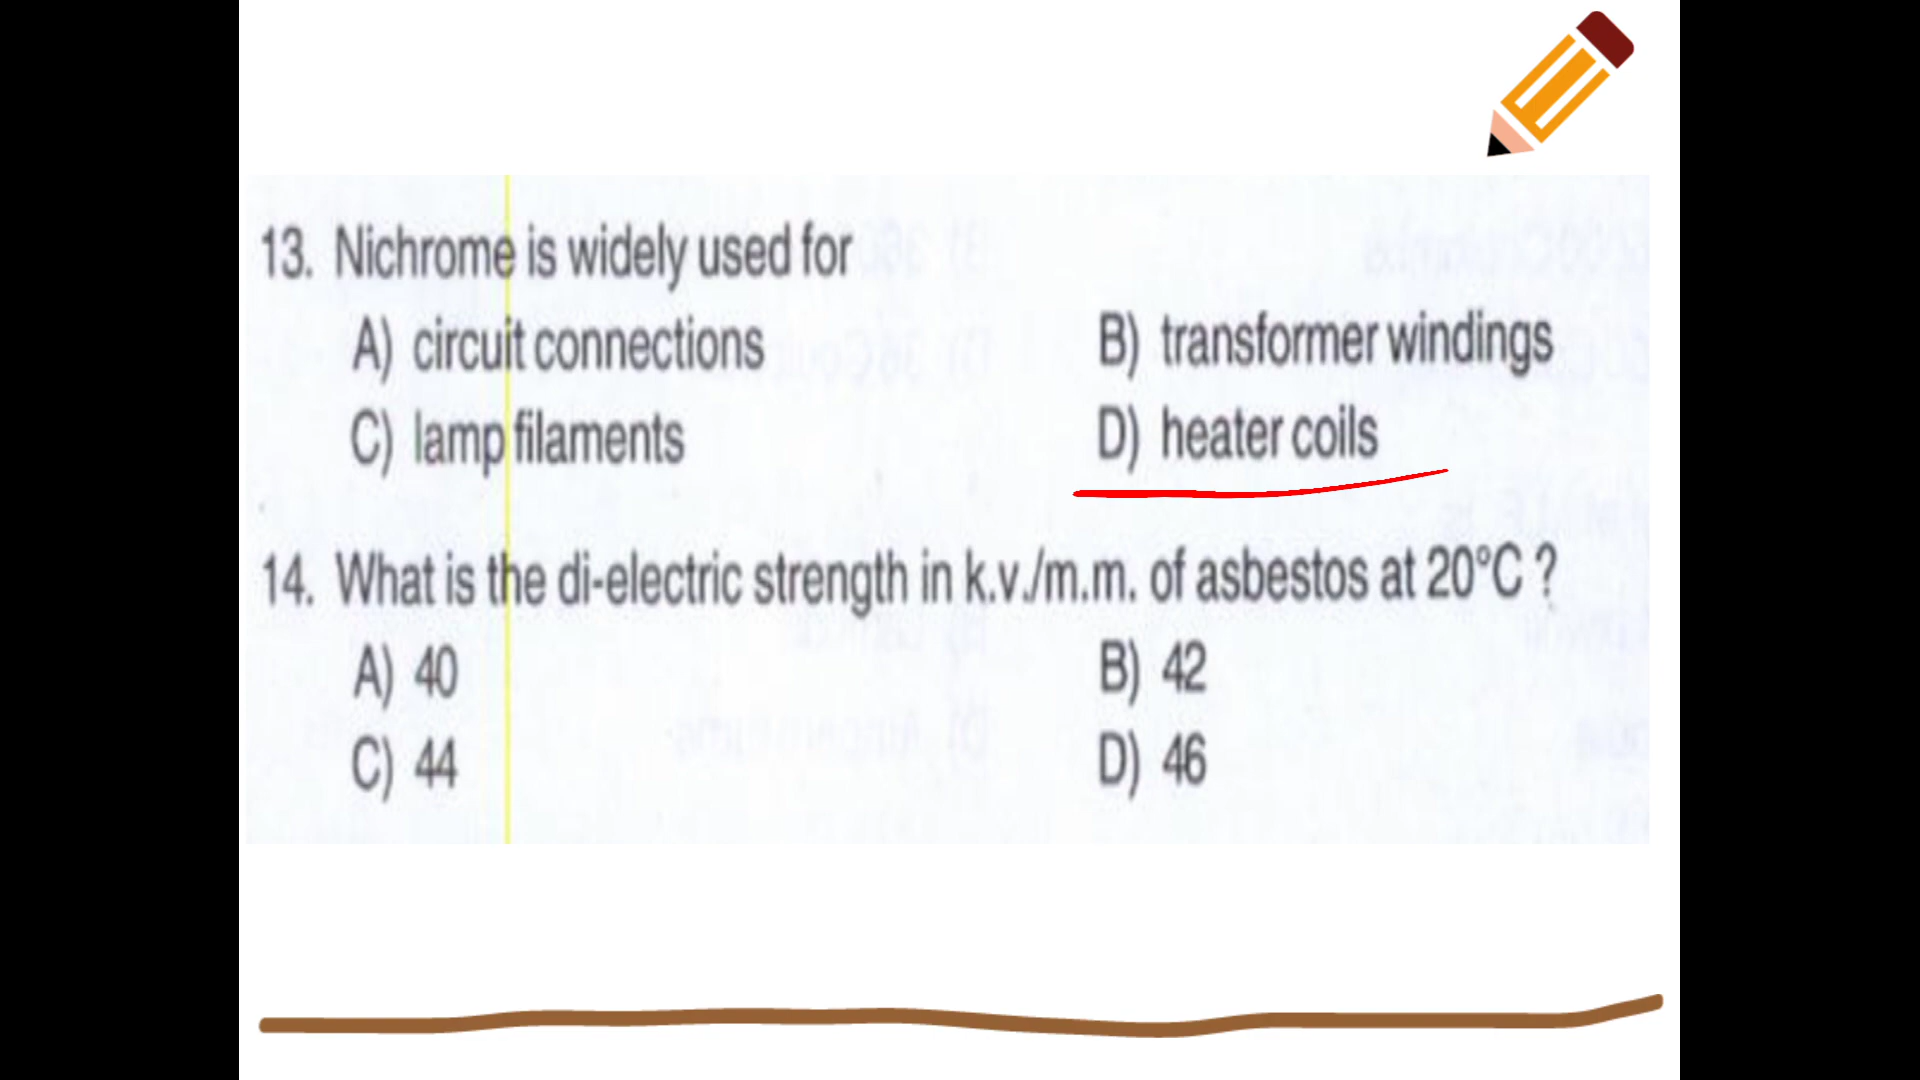 13. Nichrome is widely used for
A) circuit connections
B) transformer windings
C) lamp filaments
D) heater coils
14. What is the di-electric strength in k.v./m.m. of asbestos at 20°C ?
A) 40
B) 42
C) 44
D) 46